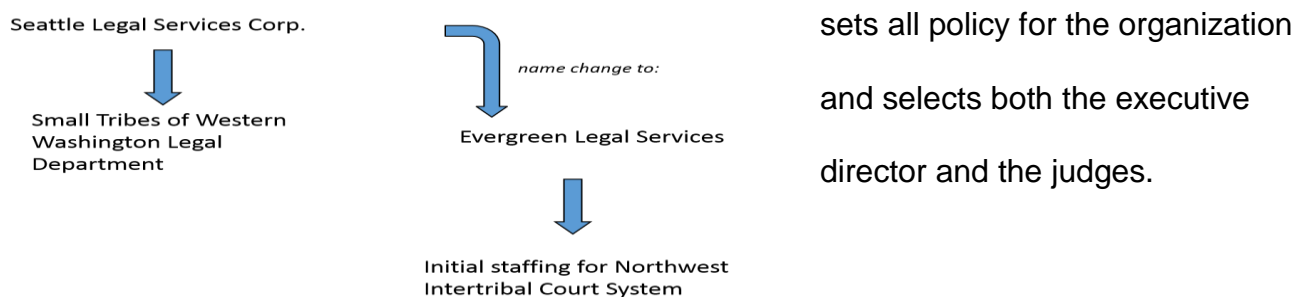 Seattle Legal Services Corp.
Small Tribes of Western
Washington Legal
Department
name change to:
Evergreen Legal Services
Initial staffing for Northwest
Intertribal Court System
sets all policy for the organization
and selects both the executive
director and the judges.